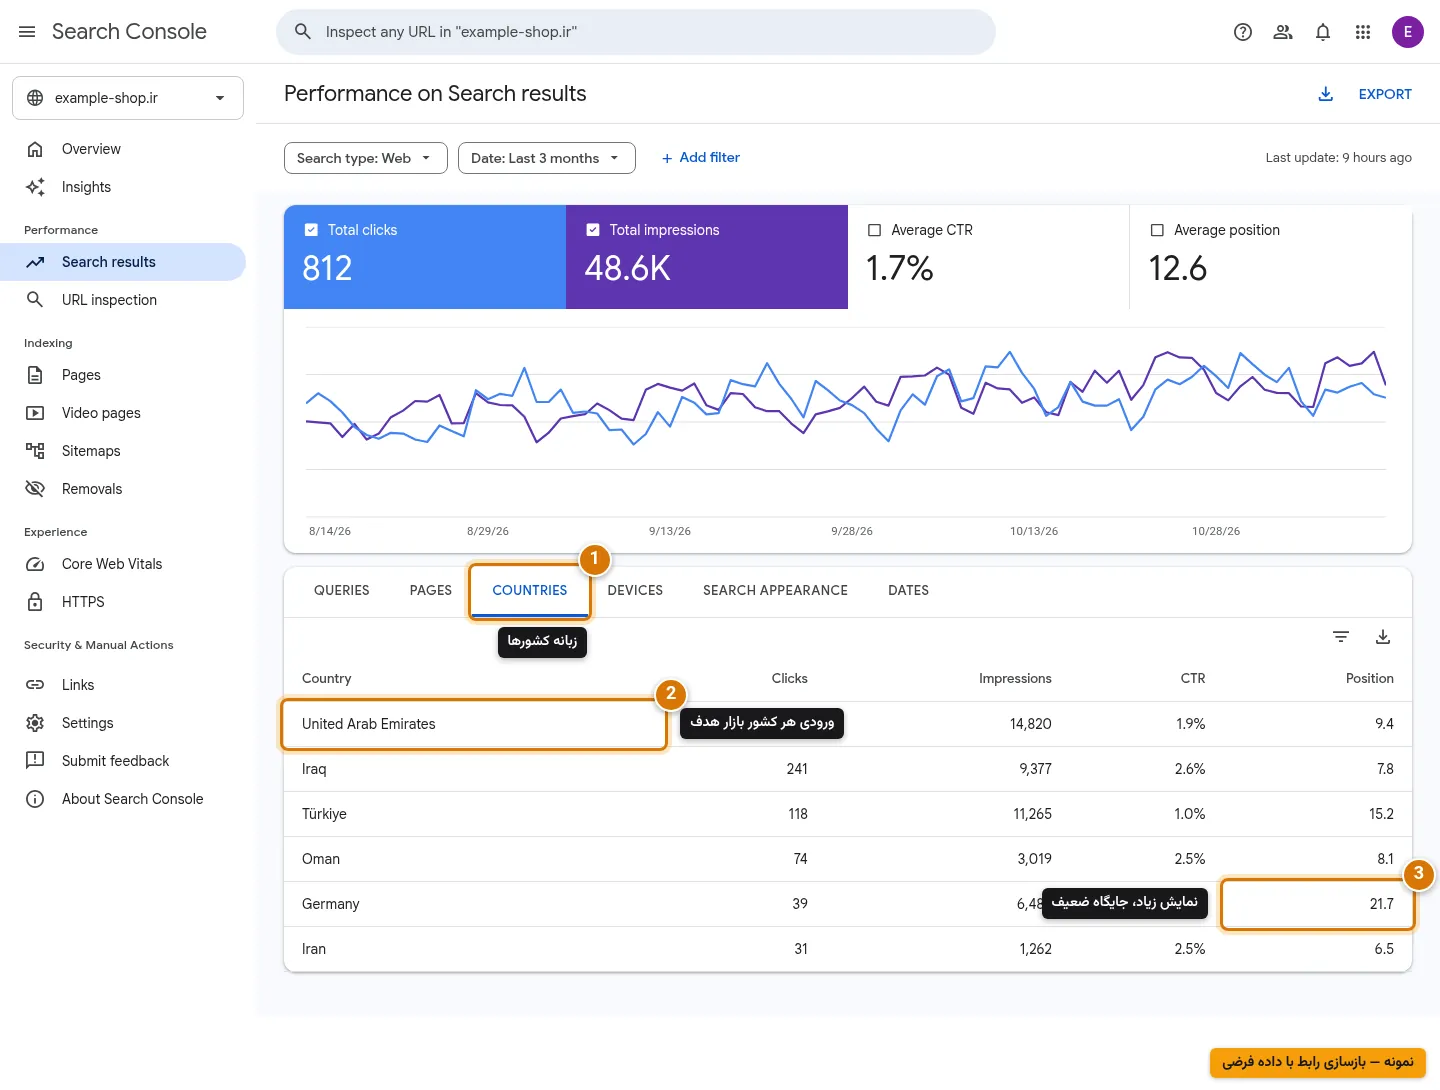 Search Console
Inspect any URL in "example-shop.ir"
E
example-shop.ir
Overview
Insights
Performance
Search results
URL inspection
Indexing
Pages
Video pages
Sitemaps
Removals
Experience
Core Web Vitals
HTTPS
Security & Manual Actions
Links
Settings
Submit feedback
About Search Console
Performance on Search results
EXPORT
Search type: Web
Date: Last 3 months
+ Add filter
Last update: 9 hours ago
Total clicks
812
Total impressions
48.6K
Average CTR
1.7%
Average position
12.6
8/14/26 8/29/26 9/13/26 9/28/26 10/13/26 10/28/26
1
QUERIES PAGES COUNTRIES DEVICES SEARCH APPEARANCE DATES
زبانه کشورها
Country Clicks Impressions CTR Position
2
United Arab Emirates 14,820 1.9% 9.4
ورودی هر کشور بازار هدف
Iraq 241 9,377 2.6% 7.8
Türkiye 118 11,265 1.0% 15.2
Oman 74 3,019 2.5% 8.1
3
Germany 39 21.7
نمایش زیاد، جایگاه ضعیف
Iran 31 1,262 2.5% 6.5
نمونه – بازسازی رابط با داده فرضی